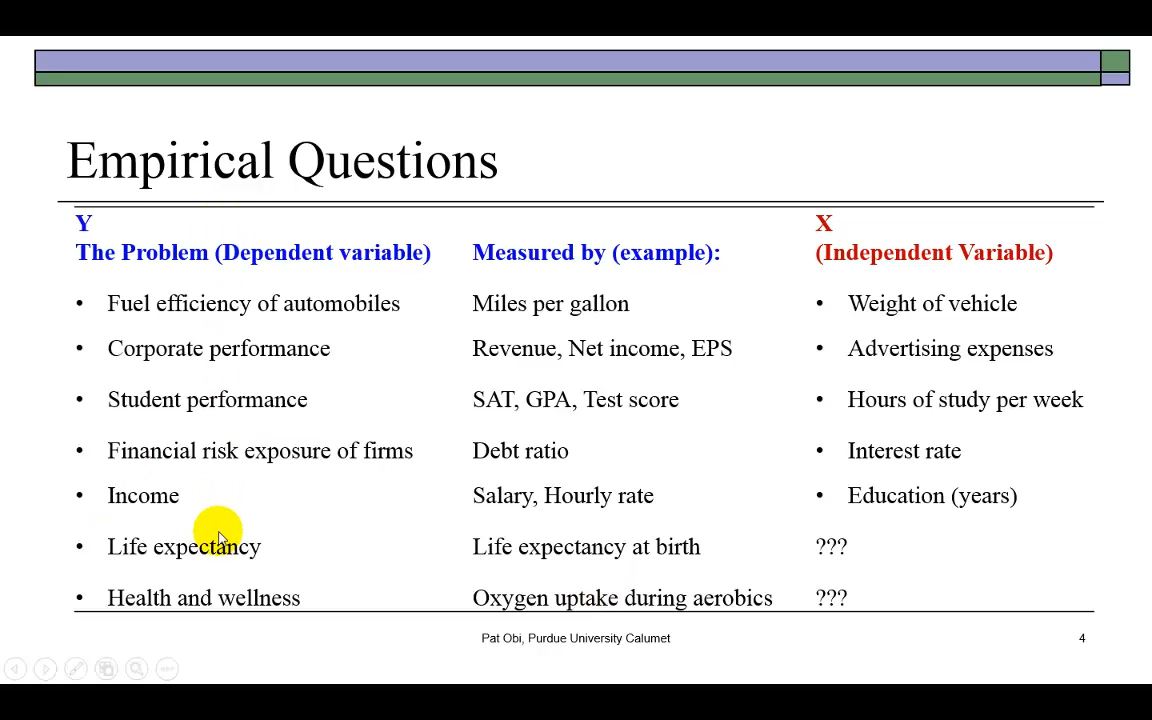 Empirical Questions
Y X
The Problem (Dependent variable) Measured by (example): (Independent Variable)
• Fuel efficiency of automobiles Miles per gallon • Weight of vehicle
• Corporate performance Revenue, Net income, EPS • Advertising expenses
• Student performance SAT, GPA, Test score • Hours of study per week
• Financial risk exposure of firms Debt ratio • Interest rate
• Income Salary, Hourly rate • Education (years)
• Life expectancy Life expectancy at birth ???
• Health and wellness Oxygen uptake during aerobics ???
Pat Obi, Purdue University Calumet 4